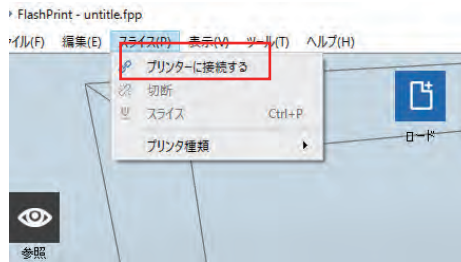 FlashPrint - untitle.fpp
ァイル(F) 編集(E) スライス(P) 表示(V) ツール(T) ヘルプ(H)
プリンターに接続する
切断
スライス Ctrl+P
プリンタ種類
ロード
参照